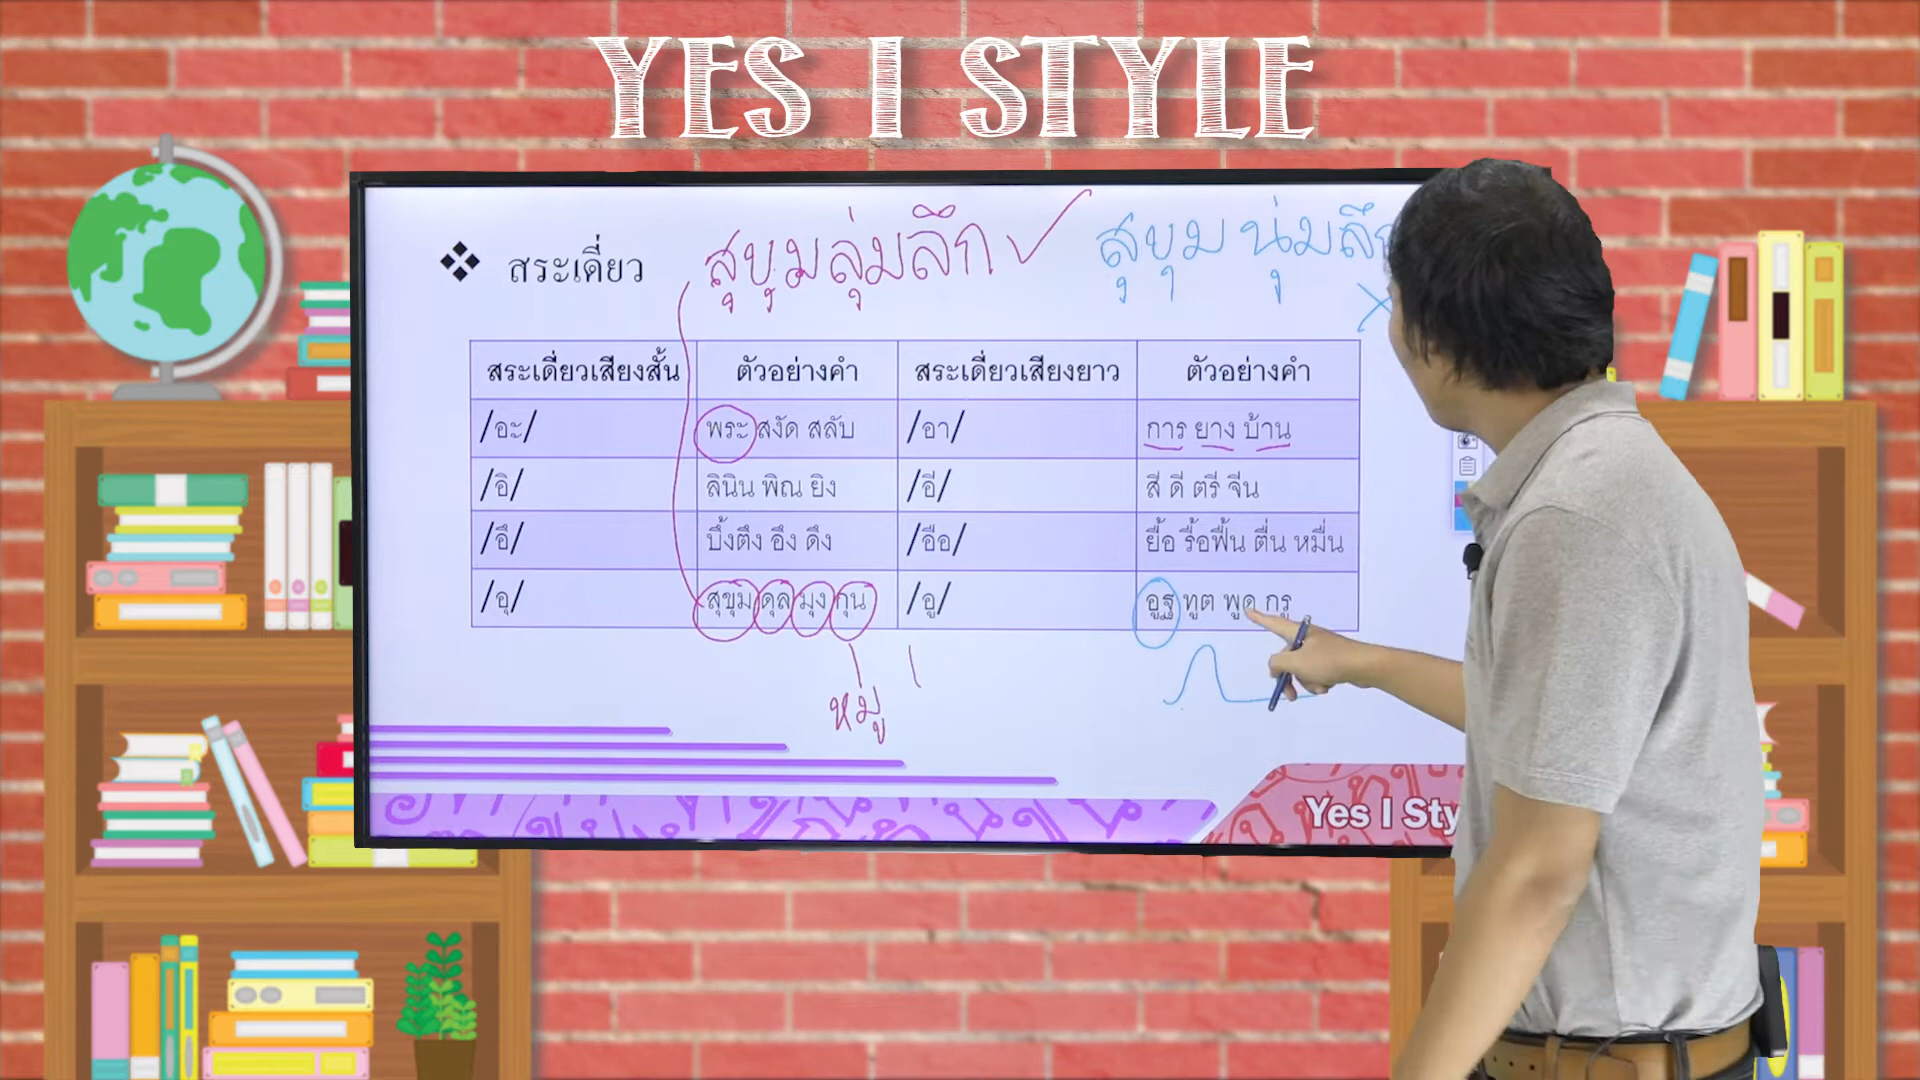 YES I STYLE
สุขุมลุ่มลึก
สุขุม นุ่มลึก
❖ สระเดี่ยว
สระเดี่ยวเสียงสั้น ตัวอย่างคำ สระเดี่ยวเสียงยาว ตัวอย่างคำ
/อะ/ พระ สงัด สลับ /อา/ การ ยาง บ้าน
/อิ/ ลินิน พิณ ยิง /อี/ สี ดี ตรี จีน
/อึ/ บึ้งตึง อึง ดึง /อือ/ ยื้อ รื้อฟื้น ตื่น หมื่น
/อุ/ สุขุม ดุล มุง กุน /อู/ อูฐ ทูต พูด กรู
หมู
Yes I Sty